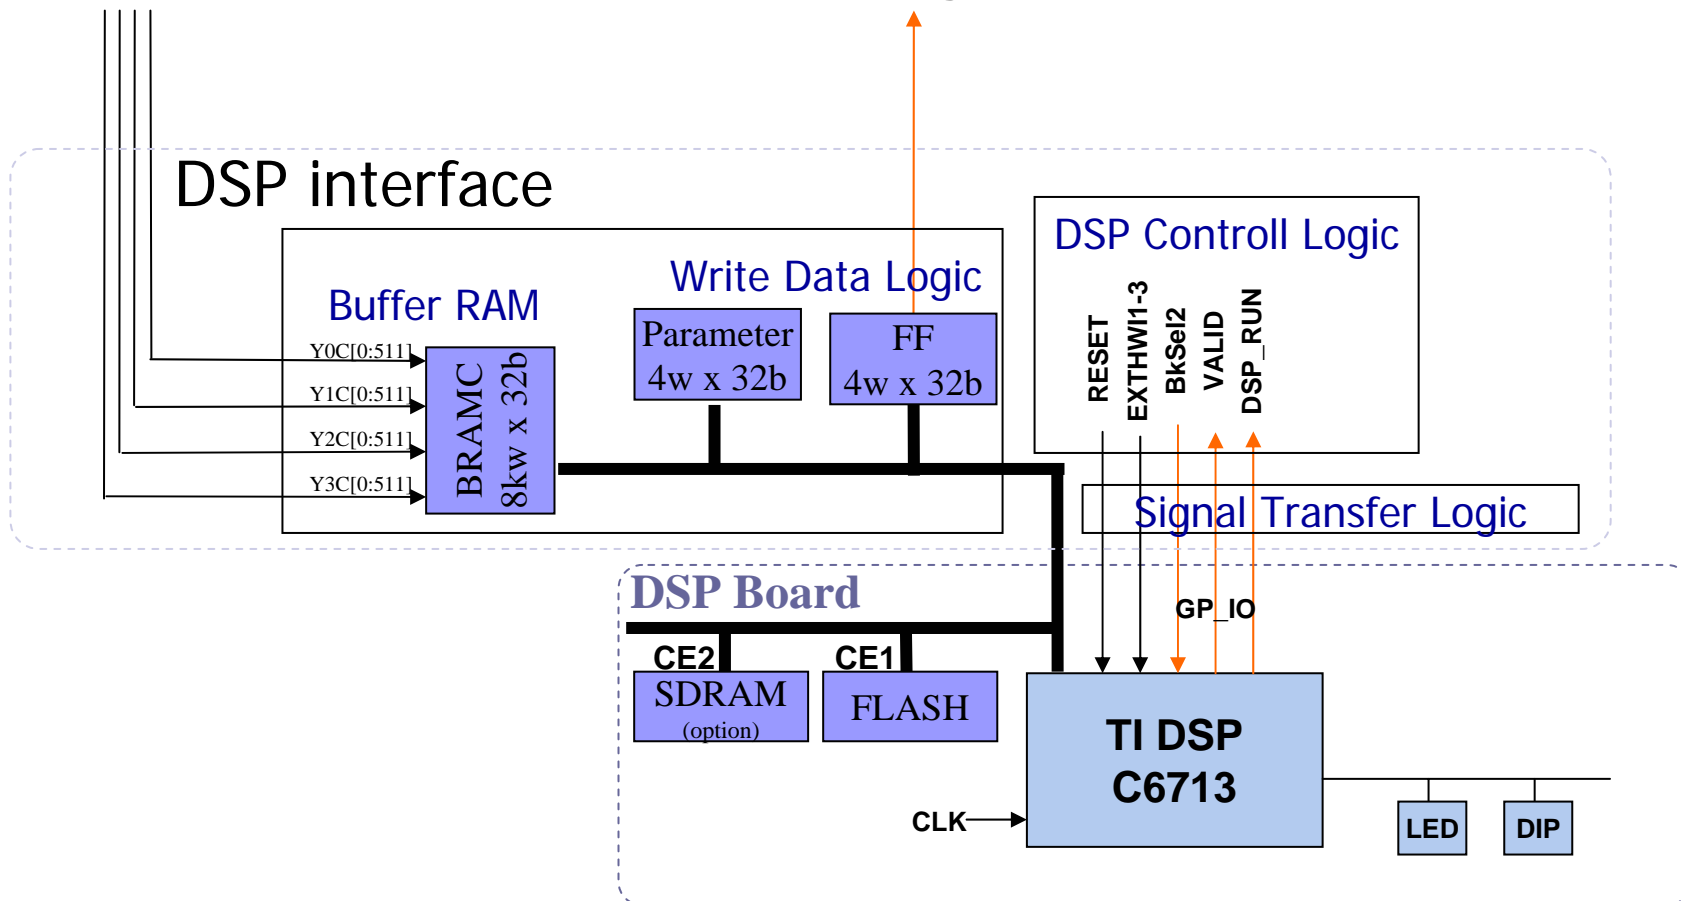 DSP interface
DSP Controll Logic
Write Data Logic
Buffer RAM
RESET
EXTHWI1-3
BkSel2
VALID
DSP_RUN
Parameter
4w x 32b
FF
4w x 32b
Y0C[0:511]
Y1C[0:511]
Y2C[0:511]
Y3C[0:511]
BRAMC
8kw x 32b
Signal Transfer Logic
DSP Board
GP_IO
CE2
CE1
SDRAM
(option)
FLASH
TI DSP
C6713
CLK
LED
DIP